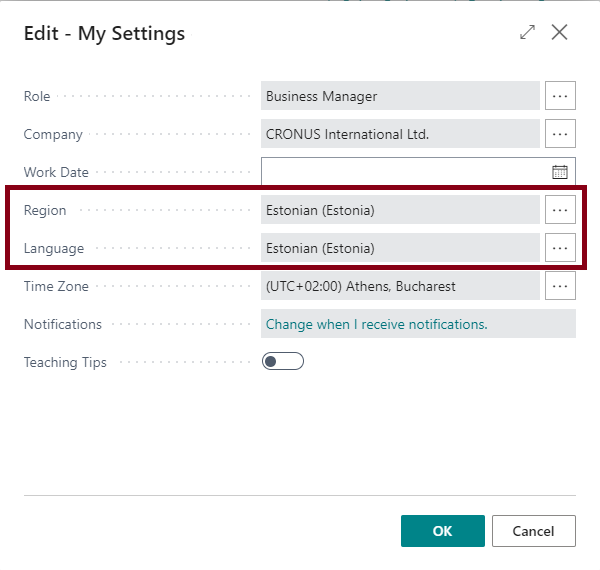 Edit - My Settings
Role Business Manager ...
Company CRONUS International Ltd. ...
Work Date
Region Estonian (Estonia) ...
Language Estonian (Estonia) ...
Time Zone (UTC+02:00) Athens, Bucharest ...
Notifications Change when I receive notifications.
Teaching Tips
OK Cancel